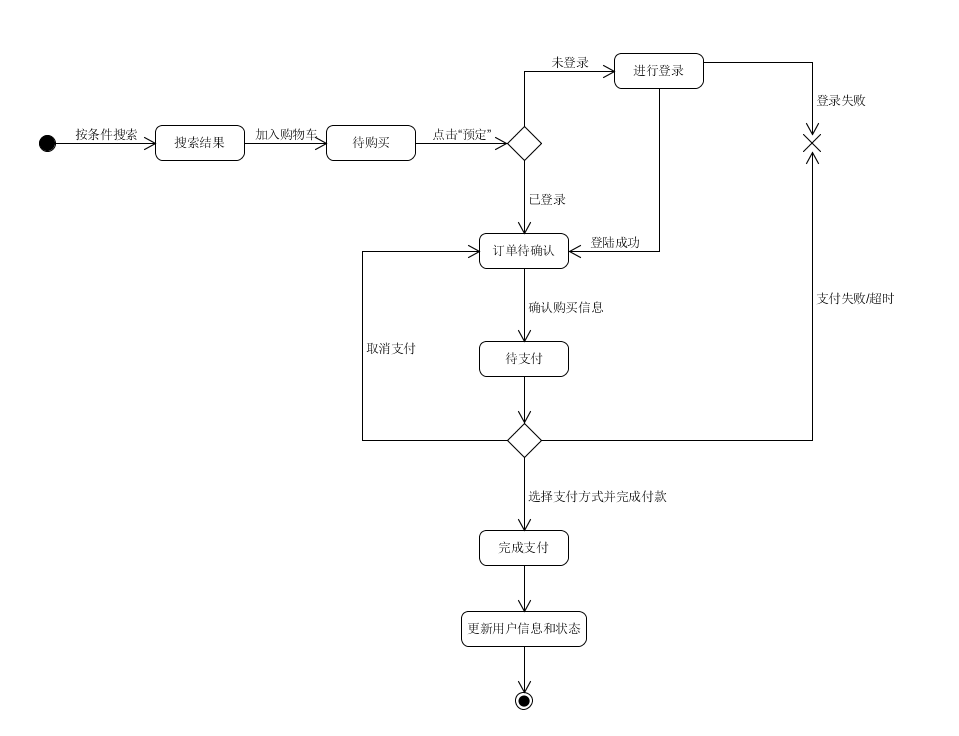 未登录
进行登录
登录失败
按条件搜索
搜索结果
加入购物车
待购买
点击“预定”
已登录
登陆成功
订单待确认
支付失败/超时
确认购买信息
取消支付
待支付
选择支付方式并完成付款
完成支付
更新用户信息和状态